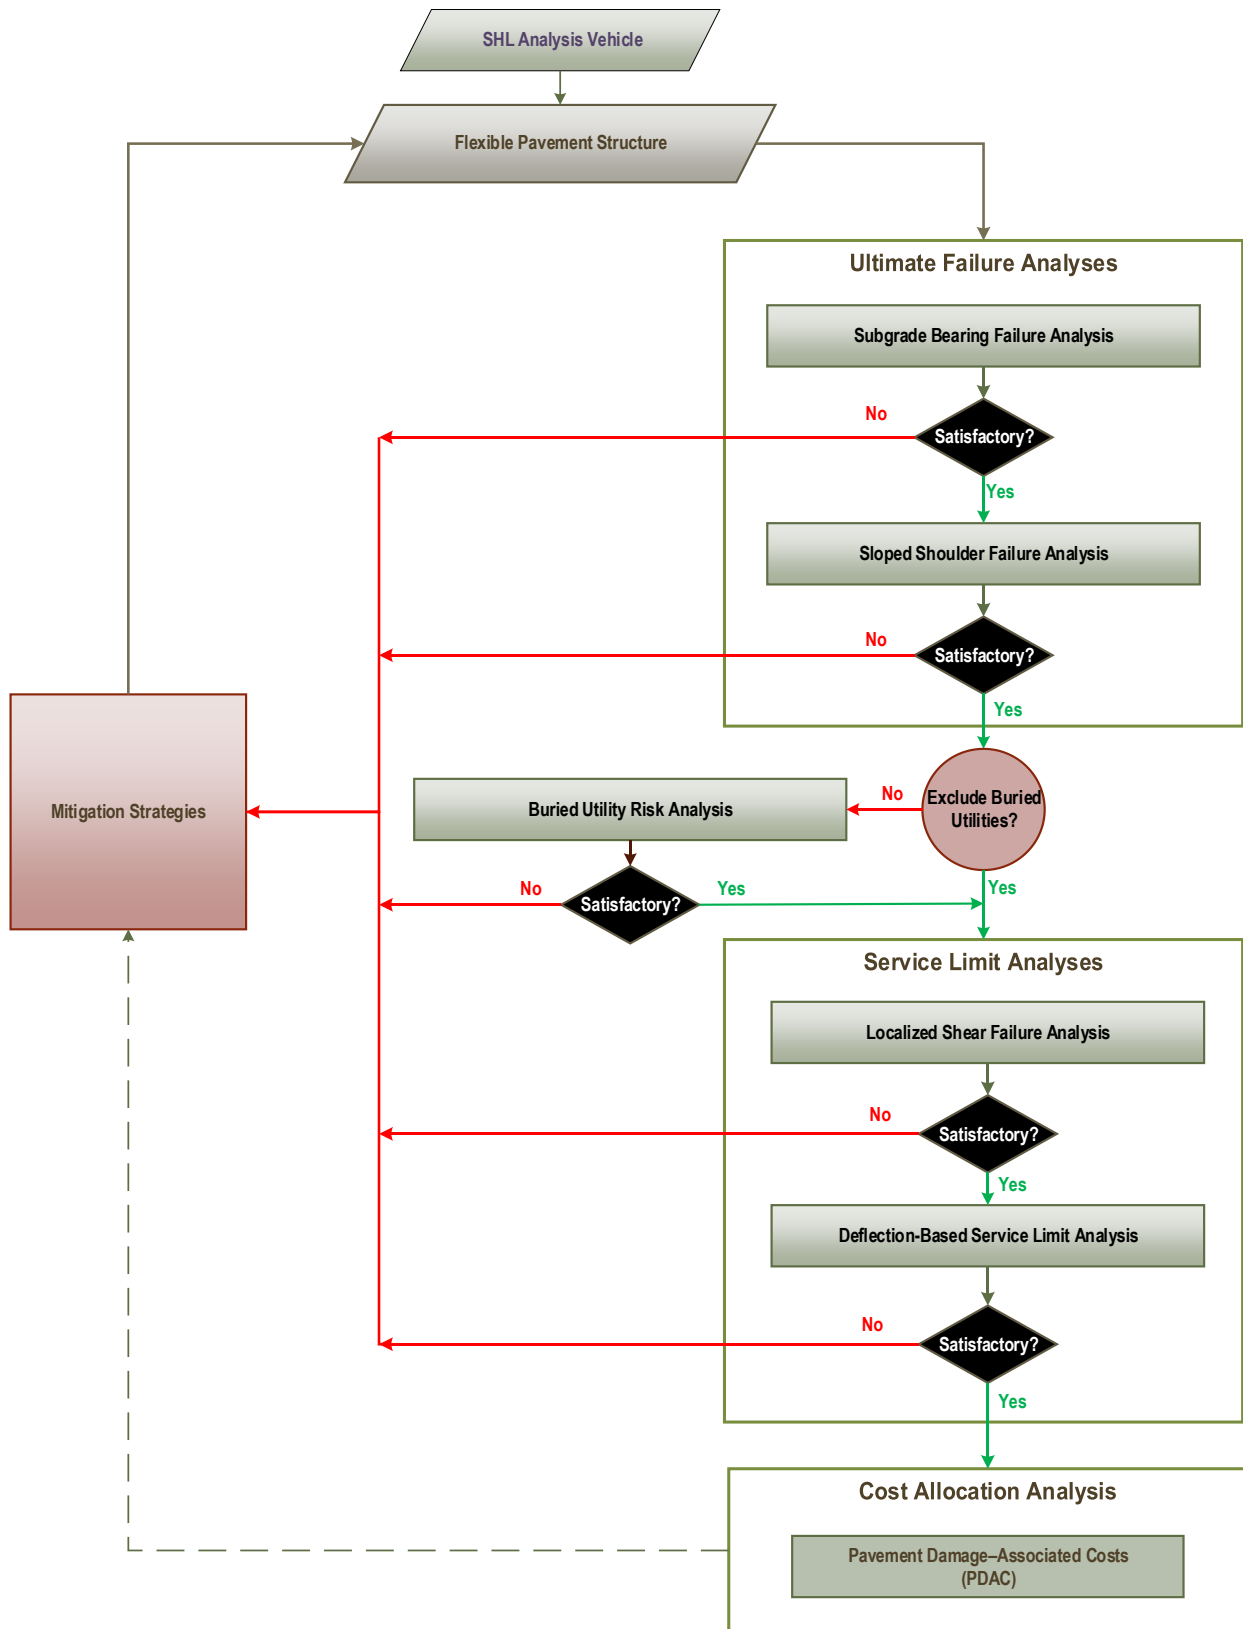 SHL Analysis Vehicle
Flexible Pavement Structure
Ultimate Failure Analyses
Subgrade Bearing Failure Analysis
No
Satisfactory?
Yes
Sloped Shoulder Failure Analysis
No
Satisfactory?
Yes
Mitigation Strategies
Buried Utility Risk Analysis
No
Exclude Buried
Utilities?
No
Satisfactory?
Yes
Yes
Service Limit Analyses
Localized Shear Failure Analysis
No
Satisfactory?
Yes
Deflection-Based Service Limit Analysis
No
Satisfactory?
Yes
Cost Allocation Analysis
Pavement Damage–Associated Costs
(PDAC)